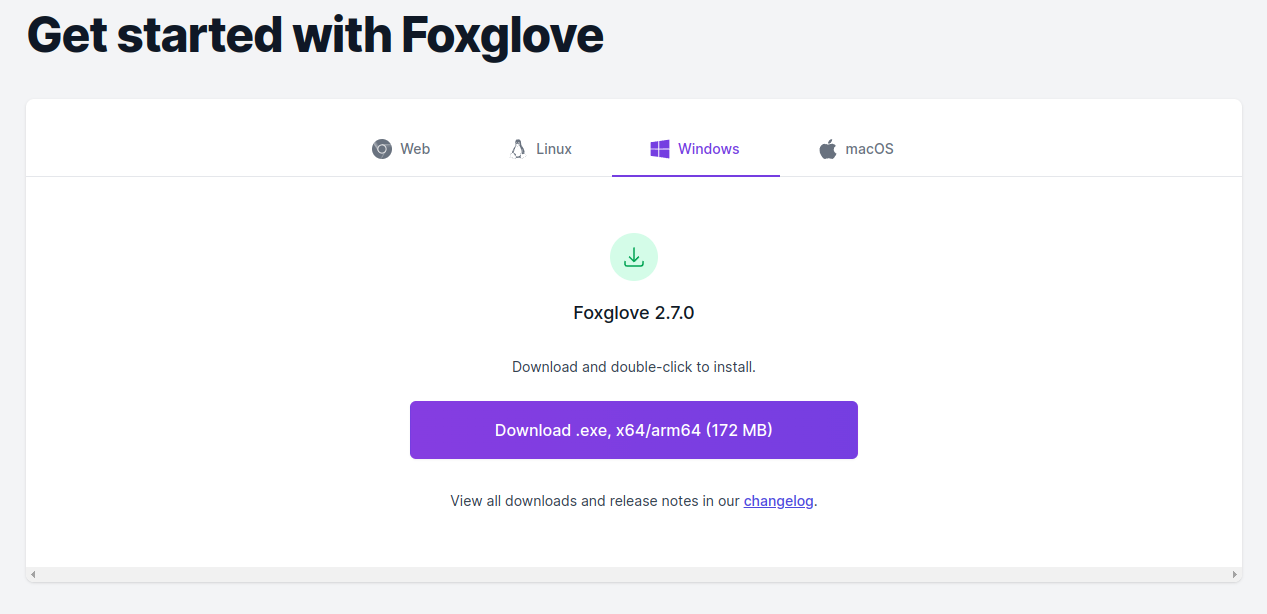 Get started with Foxglove
Web Linux Windows macOS
Foxglove 2.7.0
Download and double-click to install.
Download .exe, x64/arm64 (172 MB)
View all downloads and release notes in our changelog.